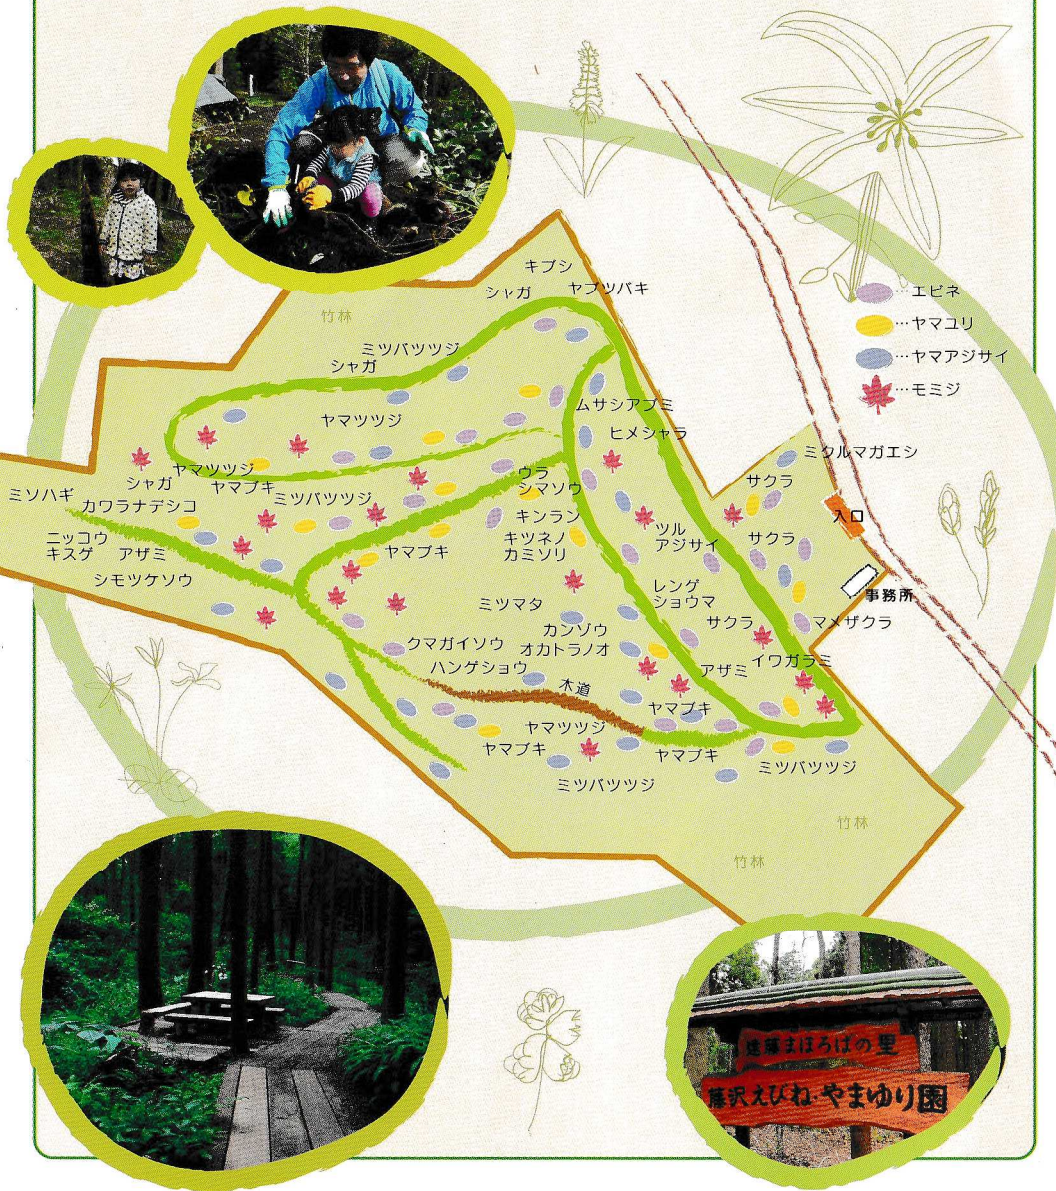 キブシ
シャガ
ヤブツバキ
竹林
…エビネ
…ヤマユリ
…ヤマアジサイ
…モミジ
ミツバツツジ
シャガ
ヤマツツジ
ムサシアブミ
ヒメシャラ
ミクルマガエシ
サクラ
入口
シャガ
ヤマツツジ
ヤマブキ
ミツバツツジ
ウラ
シマソウ
キンラン
キツネノ
カミソリ
ツル
アジサイ
サクラ
ミソハギ
カワラナデシコ
ニッコウ
キスゲ
アザミ
シモツケソウ
ヤマブキ
ミツマタ
レンゲ
ショウマ
事務所
サクラ
マメザクラ
カンゾウ
オカトラノオ
クマガイソウ
ハンゲショウ
木道
アザミ
イワガラミ
ヤマブキ
ヤマツツジ
ヤマブキ
ヤマブキ
ミツバツツジ
ミツバツツジ
竹林
竹林
遠藤まほろばの里
藤沢えびね・やまゆり園